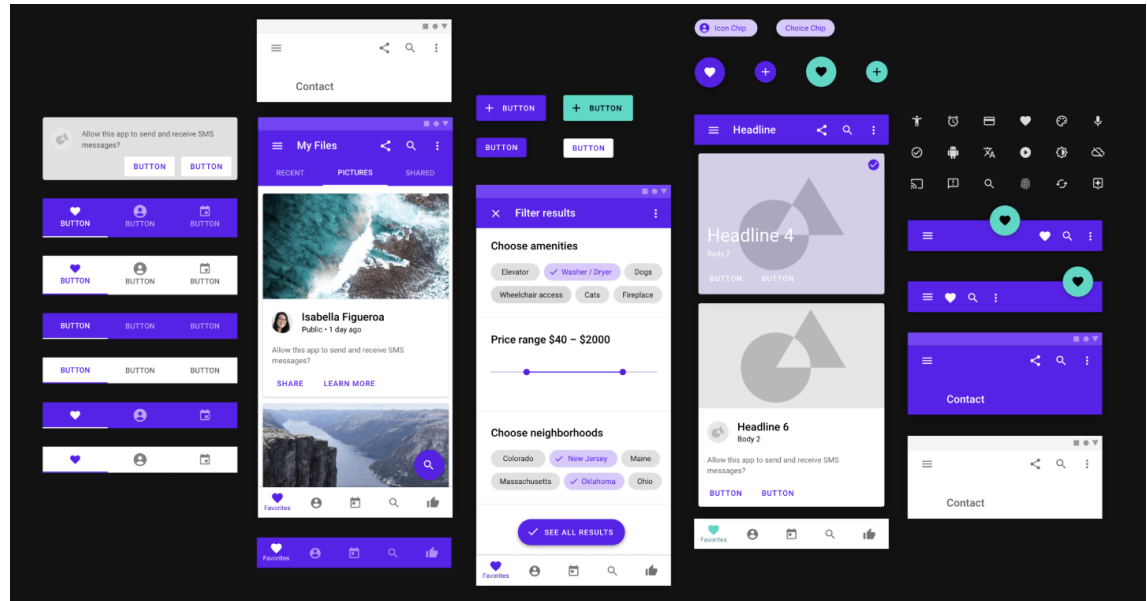 Allow this app to send and receive SMS
messages?
BUTTON BUTTON
BUTTON BUTTON BUTTON
BUTTON BUTTON BUTTON
BUTTON BUTTON BUTTON
BUTTON BUTTON BUTTON
Contact
My Files
RECENT PICTURES SHARED
Isabella Figueroa
Public • 1 day ago
Allow this app to send and receive SMS
messages?
SHARE LEARN MORE
Favorites
Favorites
+ BUTTON + BUTTON
BUTTON BUTTON
Filter results
Choose amenities
Elevator Washer / Dryer Dogs
Wheelchair access Cats Fireplace
Price range $40 – $2000
Choose neighborhoods
Colorado New Jersey Maine
Massachusetts Oklahoma Ohio
SEE ALL RESULTS
Favorites
Icon Chip Choice Chip
Headline
Headline 4
Body 2
BUTTON BUTTON
Headline 6
Body 2
Allow this app to send and receive SMS
messages?
BUTTON BUTTON
Favorites
Contact
Contact